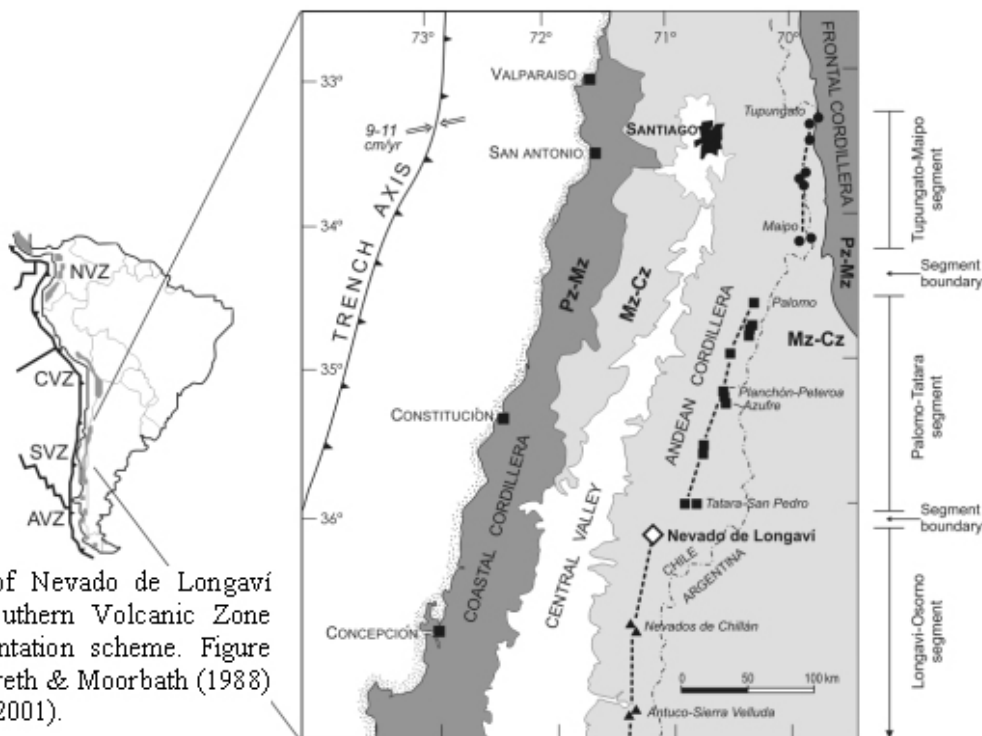 73°
72°
71°
70°
33°
34°
35°
36°
VALPARAISO
SANTIAGO
SAN ANTONIO
9-11
cm/yr
TRENCH AXIS
Tupungato
Maipo
FRONTAL CORDILLERA
Pz-Mz
Mz-Cz
Pz-Mz
Mz-Cz
Tupungato-Maipo
segment
Segment
boundary
Palomo
Planchón-Peteroa
Azufre
ANDEAN CORDILLERA
CONSTITUCIÓN
COASTAL CORDILLERA
CENTRAL VALLEY
Tatara-San Pedro
Palomo-Tatara
segment
Segment
boundary
Nevado de Longaví
CHILE
ARGENTINA
CONCEPCIÓN
Nevados de Chillán
0 50 100 km
Antuco-Sierra Velluda
Longaví-Osorno
segment
NVZ
CVZ
SVZ
AVZ
of Nevado de Longaví
uthern Volcanic Zone
ntation scheme. Figure
reth & Moorbath (1988)
2001).